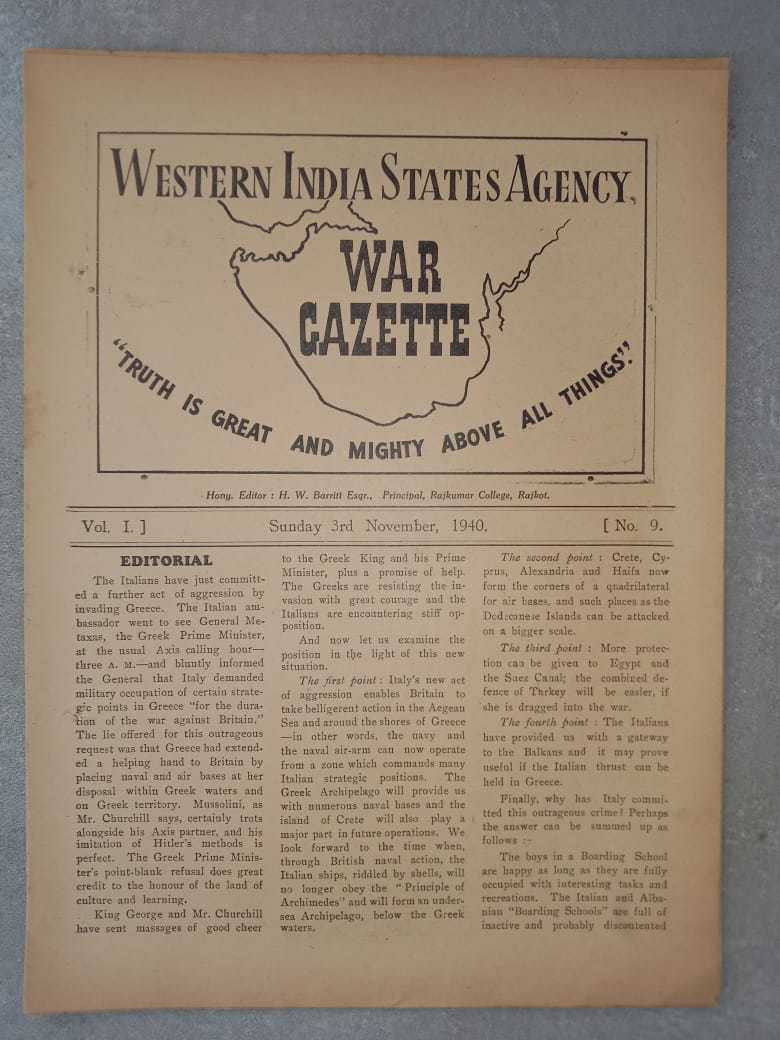 WESTERN INDIA STATES AGENCY.
WAR
GAZETTE
"TRUTH IS GREAT AND MIGHTY ABOVE ALL THINGS".
Hony. Editor : H. W. Barritt Esqr., Principal, Rajkumar College, Rajkot.
Vol. I. ] Sunday 3rd November, 1940. [ No. 9.
EDITORIAL
The Italians have just committ-
ed a further act of aggression by
invading Greece. The Italian am-
bassador went to see General Me-
taxas, the Greek Prime Minister,
at the usual Axis calling hour—
three A. M.—and bluntly informed
the General that Italy demanded
military occupation of certain strate-
gic points in Greece "for the dura-
tion of the war against Britain."
The lie offered for this outrageous
request was that Greece had extend-
ed a helping hand to Britain by
placing naval and air bases at her
disposal within Greek waters and
on Greek territory. Mussolini, as
Mr. Churchill says, certainly trots
alongside his Axis partner, and his
imitation of Hitler's methods is
perfect. The Greek Prime Minis-
ter's point-blank refusal does great
credit to the honour of the land of
culture and learning.
King George and Mr. Churchill
have sent massages of good cheer
to the Greek King and his Prime
Minister, plus a promise of help.
The Greeks are resisting the in-
vasion with great courage and the
Italians are encountering stiff op-
position.
And now let us examine the
position in the light of this new
situation.
The first point : Italy's new act
of aggression enables Britain to
take belligerent action in the Aegean
Sea and around the shores of Greece
—in other words, the navy and
the naval air-arm can now operate
from a zone which commands many
Italian strategic positions. The
Greek Archipelago will provide us
with numerous naval bases and the
island of Crete will also play a
major part in future operations. We
look forward to the time when,
through British naval action, the
Italian ships, riddled by shells, will
no longer obey the "Principle of
Archimedes" and will form an under-
sea Archipelago, below the Greek
waters.
The second point : Crete, Cy-
prus, Alexandria and Haifa now
form the corners of a quadrilateral
for air bases, and such places as the
Dodecanese Islands can be attacked
on a bigger scale.
The third point : More protec-
tion can be given to Egypt and
the Suez Canal; the combined de-
fence of Turkey will be easier, if
she is dragged into the war.
The fourth point : The Italians
have provided us with a gateway
to the Balkans and it may prove
useful if the Italian thrust can be
held in Greece.
Finally, why has Italy commi-
tted this outrageous crime? Perhaps
the answer can be summed up as
follows :-
The boys in a Boarding School
are happy as long as they are fully
occupied with interesting tasks and
recreations. The Italian and Alba-
nian "Boarding Schools" are full of
inactive and probably discontented